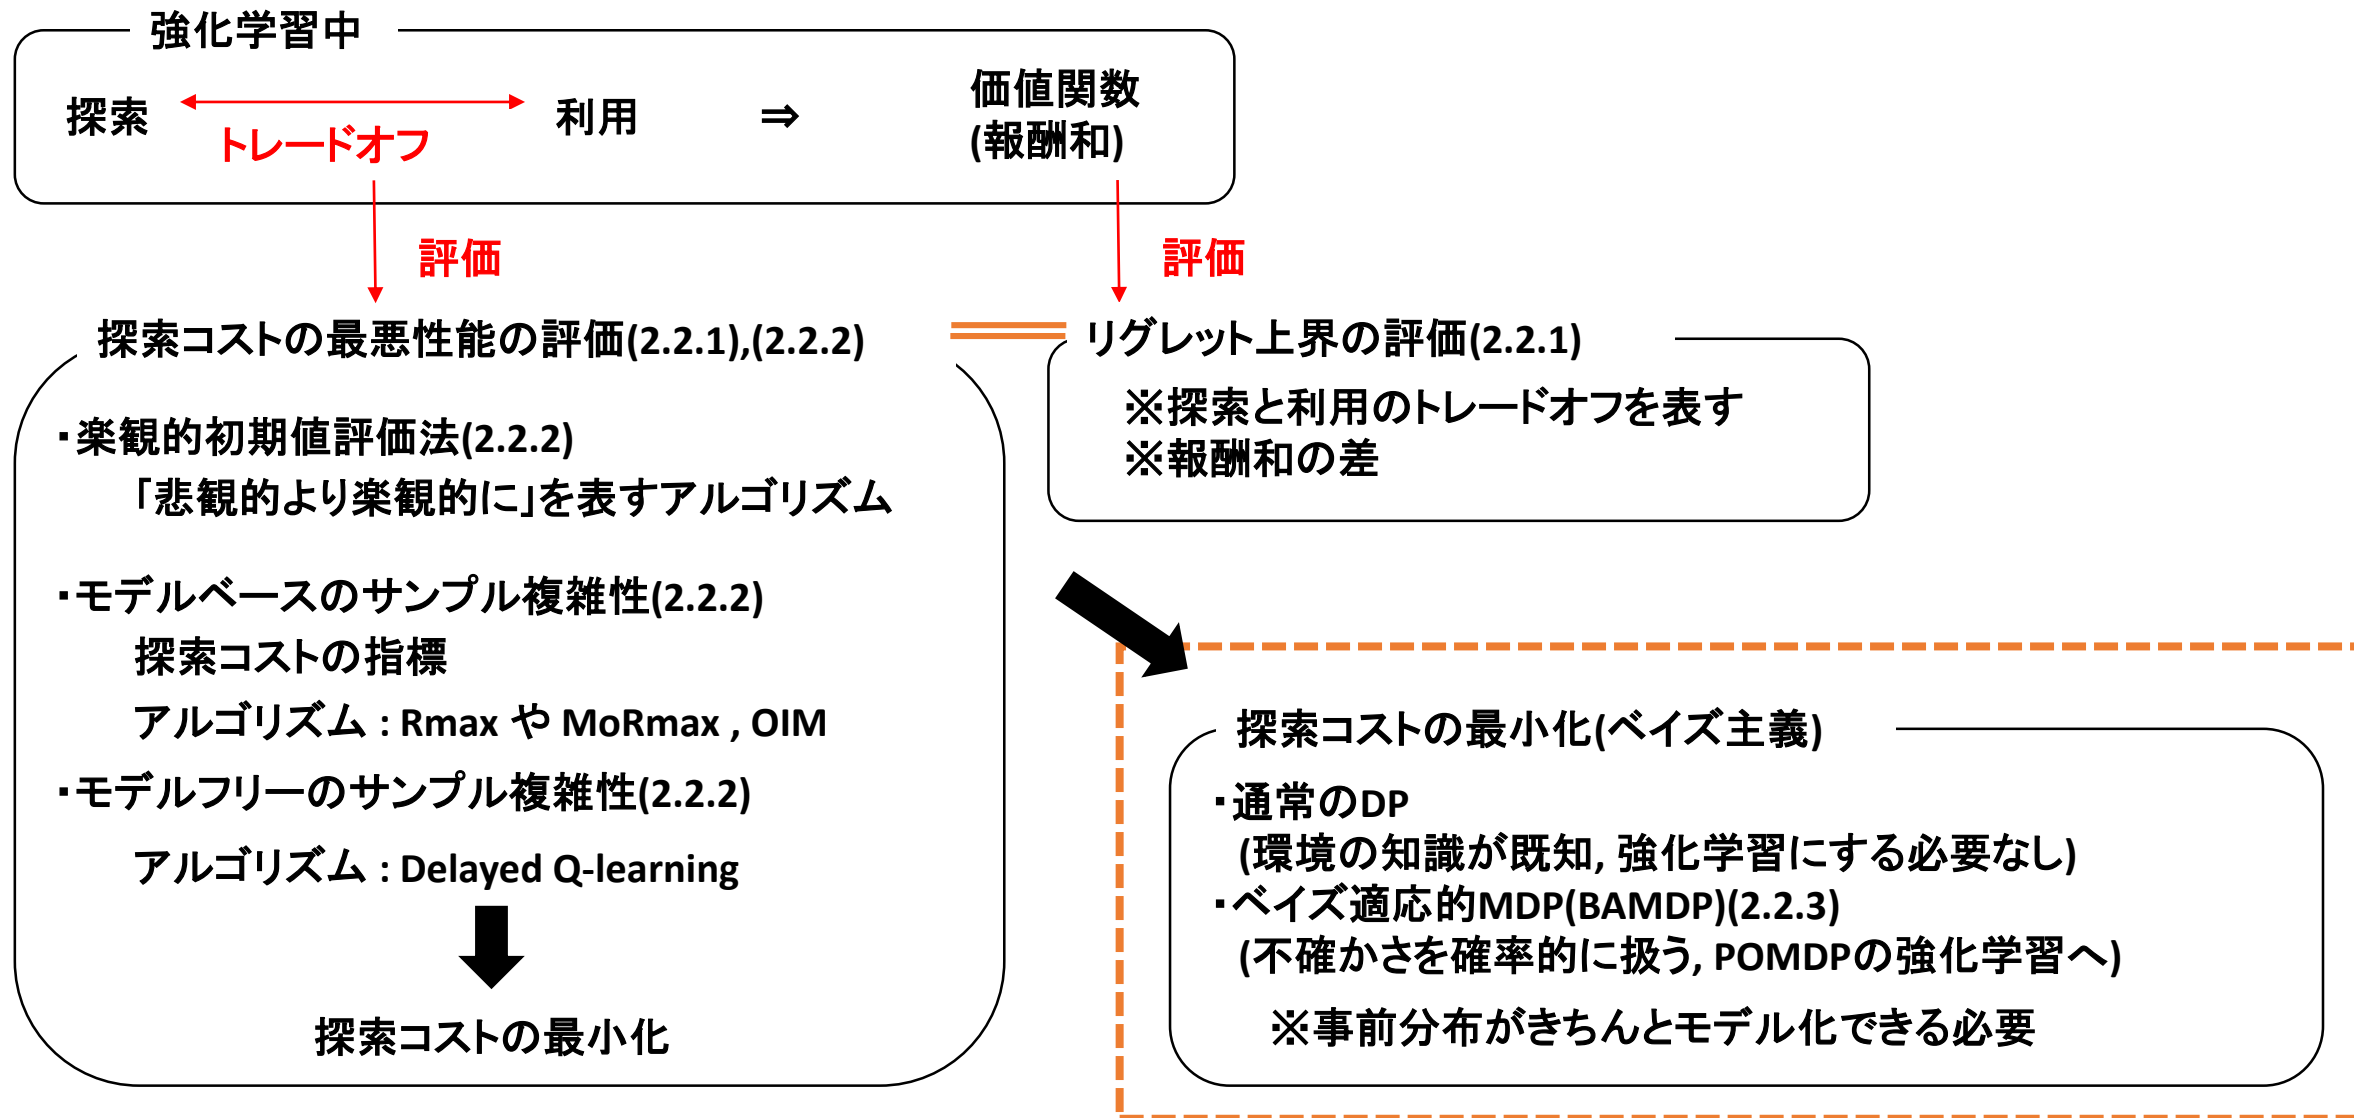 強化学習中
探索
利用
⇒
価値関数
(報酬和)
トレードオフ
評価
評価
探索コストの最悪性能の評価(2.2.1),(2.2.2)
リグレット上界の評価(2.2.1)
※探索と利用のトレードオフを表す
※報酬和の差
・楽観的初期値評価法(2.2.2)
「悲観的より楽観的に」を表すアルゴリズム
・モデルベースのサンプル複雑性(2.2.2)
探索コストの指標
アルゴリズム : Rmax や MoRmax , OIM
・モデルフリーのサンプル複雑性(2.2.2)
アルゴリズム : Delayed Q-learning
探索コストの最小化
探索コストの最小化(ベイズ主義)
・通常のDP
(環境の知識が既知, 強化学習にする必要なし)
・ベイズ適応的MDP(BAMDP)(2.2.3)
(不確かさを確率的に扱う, POMDPの強化学習へ)
※事前分布がきちんとモデル化できる必要